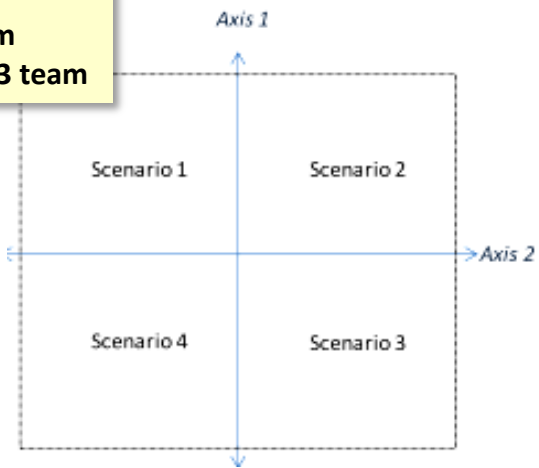 3 team
Axis 1
Scenario 1 Scenario 2
Axis 2
Scenario 4 Scenario 3